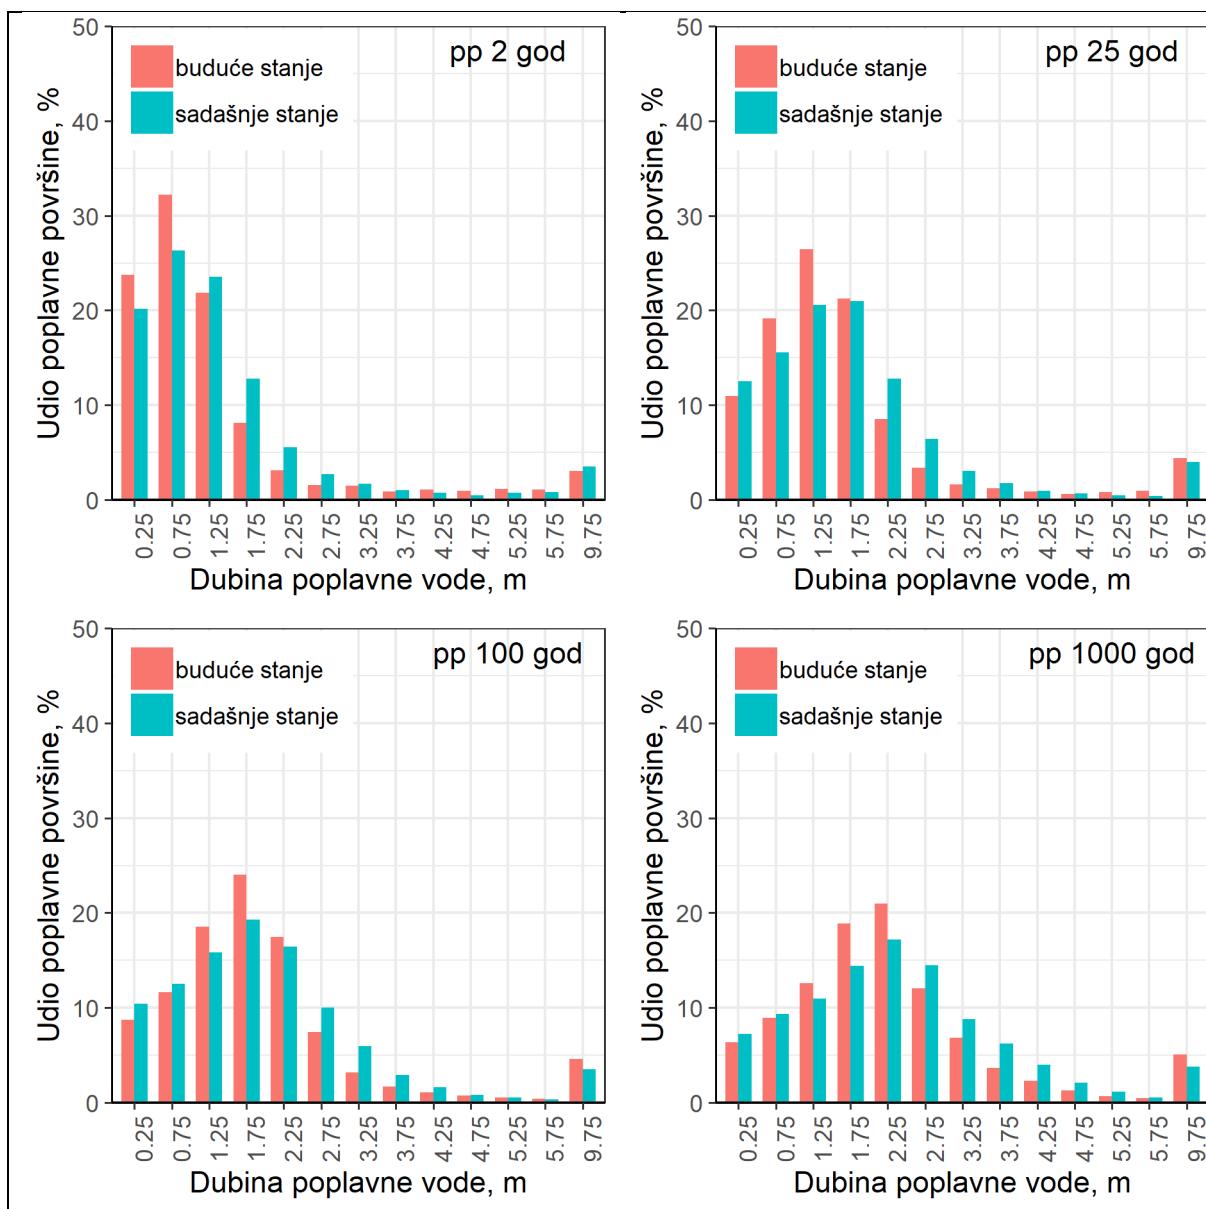 50
40
30
20
10
0
Udio poplavne površine, %
buduće stanje
sadašnje stanje
pp 2 god
0.25 0.75 1.25 1.75 2.25 2.75 3.25 3.75 4.25 4.75 5.25 5.75 9.75
Dubina poplavne vode, m
50
40
30
20
10
0
Udio poplavne površine, %
buduće stanje
sadašnje stanje
pp 25 god
0.25 0.75 1.25 1.75 2.25 2.75 3.25 3.75 4.25 4.75 5.25 5.75 9.75
Dubina poplavne vode, m
50
40
30
20
10
0
Udio poplavne površine, %
buduće stanje
sadašnje stanje
pp 100 god
0.25 0.75 1.25 1.75 2.25 2.75 3.25 3.75 4.25 4.75 5.25 5.75 9.75
Dubina poplavne vode, m
50
40
30
20
10
0
Udio poplavne površine, %
buduće stanje
sadašnje stanje
pp 1000 god
0.25 0.75 1.25 1.75 2.25 2.75 3.25 3.75 4.25 4.75 5.25 5.75 9.75
Dubina poplavne vode, m